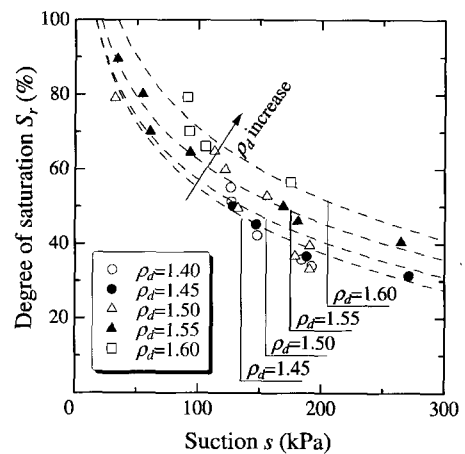 100
80
60
40
20
0
100
200
300
Degree of saturation S_r (%)
Suction s (kPa)
ρ_d increase
ρ_d=1.40
ρ_d=1.45
ρ_d=1.50
ρ_d=1.55
ρ_d=1.60
ρ_d=1.60
ρ_d=1.55
ρ_d=1.50
ρ_d=1.45